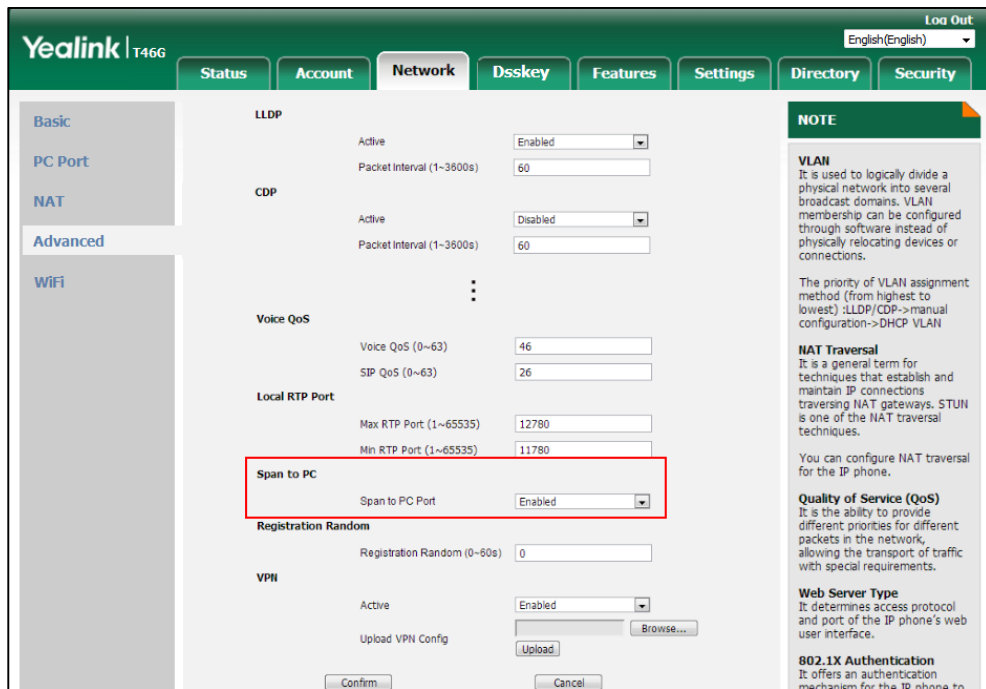 Log Out
Yealink | T46G
English(English)
Status Account Network Dsskey Features Settings Directory Security
Basic
PC Port
NAT
Advanced
WiFi
LLDP
Active Enabled
Packet Interval (1~3600s) 60
CDP
Active Disabled
Packet Interval (1~3600s) 60
Voice QoS
Voice QoS (0~63) 46
SIP QoS (0~63) 26
Local RTP Port
Max RTP Port (1~65535) 12780
Min RTP Port (1~65535) 11780
Span to PC
Span to PC Port Enabled
Registration Random
Registration Random (0~60s) 0
VPN
Active Enabled
Upload VPN Config Browse...
Upload
Confirm Cancel
NOTE
VLAN
It is used to logically divide a
physical network into several
broadcast domains. VLAN
membership can be configured
through software instead of
physically relocating devices or
connections.
The priority of VLAN assignment
method (from highest to
lowest) :LLDP/CDP->manual
configuration->DHCP VLAN
NAT Traversal
It is a general term for
techniques that establish and
maintain IP connections
traversing NAT gateways. STUN
is one of the NAT traversal
techniques.
You can configure NAT traversal
for the IP phone.
Quality of Service (QoS)
It is the ability to provide
different priorities for different
packets in the network,
allowing the transport of traffic
with special requirements.
Web Server Type
It determines access protocol
and port of the IP phone's web
user interface.
802.1X Authentication
It offers an authentication
mechanism for the IP phone to